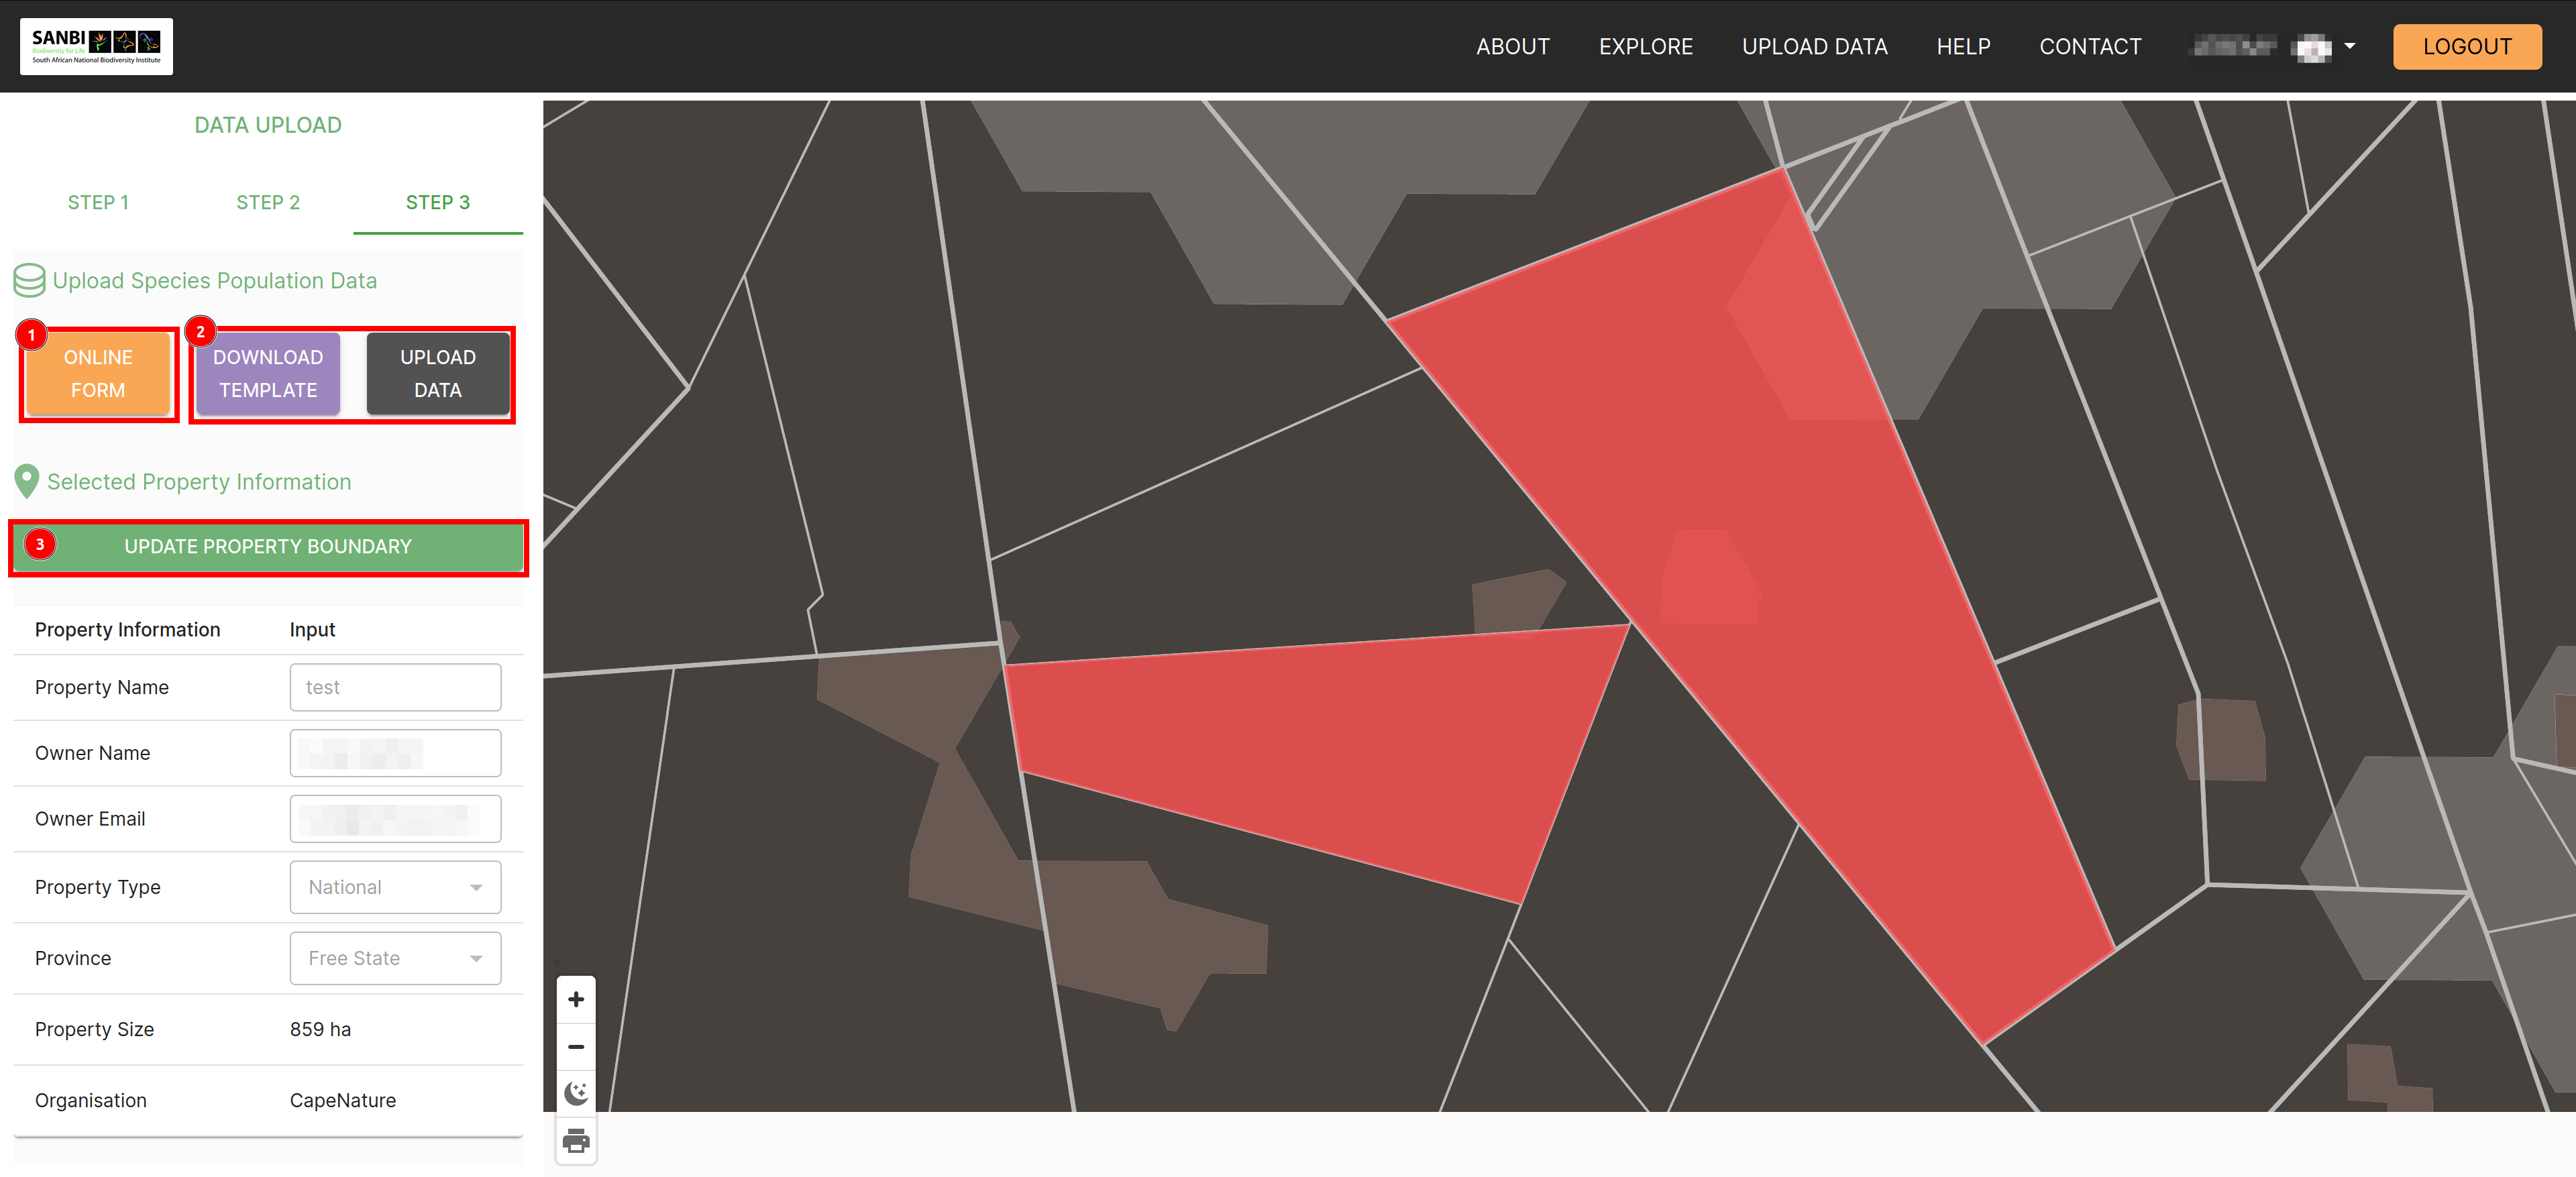 SANBI
Biodiversity for Life
South African National Biodiversity Institute
ABOUT
EXPLORE
UPLOAD DATA
HELP
CONTACT
LOGOUT
DATA UPLOAD
STEP 1
STEP 2
STEP 3
Upload Species Population Data
1
ONLINE
FORM
2
DOWNLOAD
TEMPLATE
UPLOAD
DATA
Selected Property Information
3
UPDATE PROPERTY BOUNDARY
Property Information
Input
Property Name
test
Owner Name
Owner Email
Property Type
National
Province
Free State
Property Size
859 ha
Organisation
CapeNature